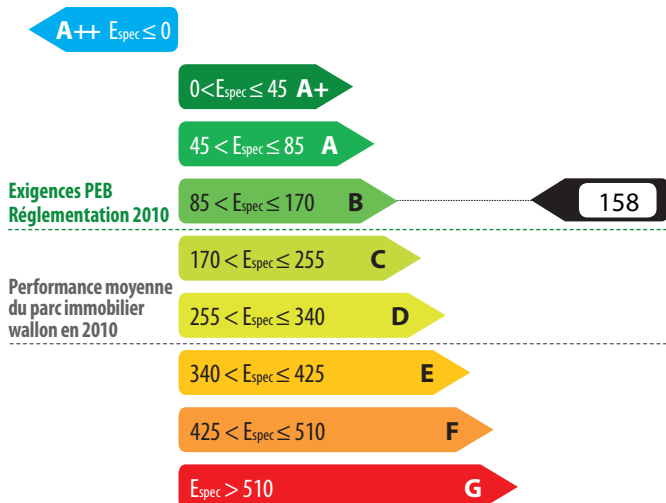 A++ Espec ≤ 0
0<Espec ≤ 45 A+
45 < Espec ≤ 85 A
Exigences PEB
Réglementation 2010
85 < Espec ≤ 170 B
158
170 < Espec ≤ 255 C
Performance moyenne
du parc immobilier
wallon en 2010
255 < Espec ≤ 340 D
340 < Espec ≤ 425 E
425 < Espec ≤ 510 F
Espec > 510 G